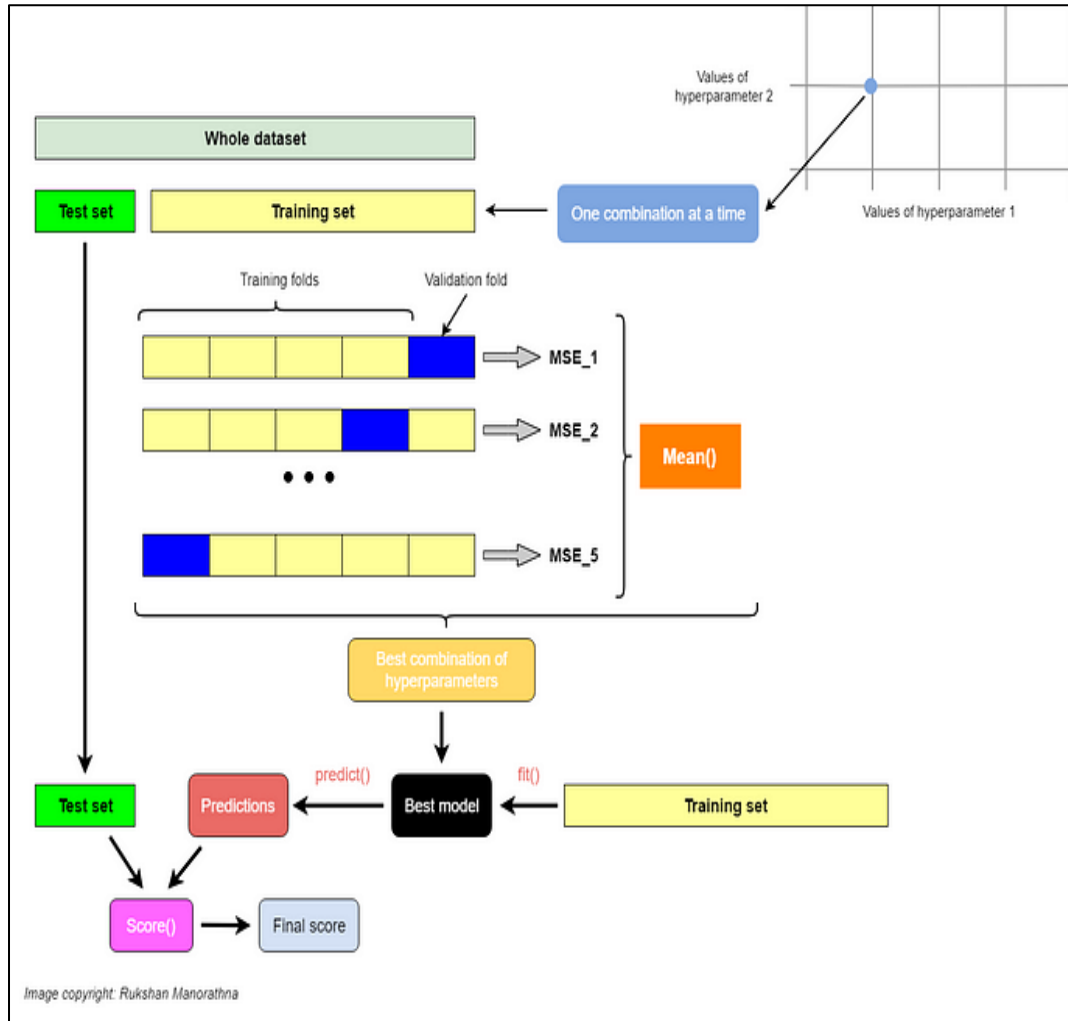 Values of
hyperparameter 2
Whole dataset
Test set
Training set
One combination at a time
Values of hyperparameter 1
Training folds
Validation fold
MSE_1
MSE_2
Mean()
MSE_5
Best combination of
hyperparameters
predict()
fit()
Test set
Predictions
Best model
Training set
Score()
Final score
Image copyright: Rukshan Manorathna